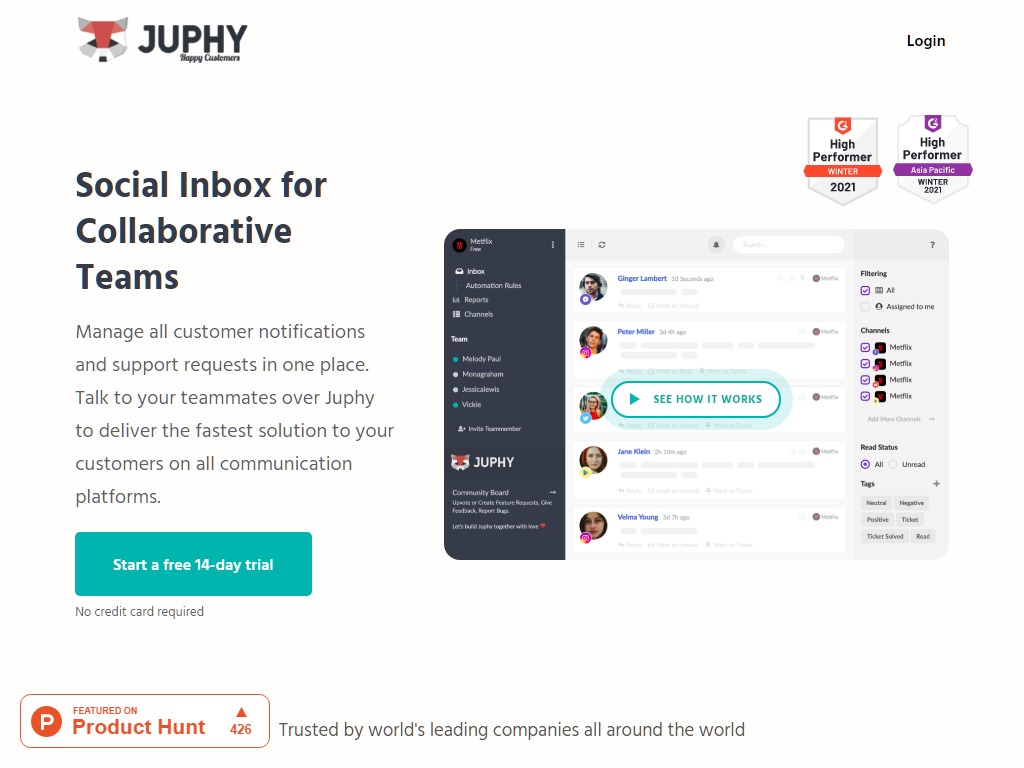 JUPHY
Happy Customers
Login
High
Performer
WINTER
2021
High
Performer
Asia Pacific
WINTER
2021
Social Inbox for
Collaborative
Teams
Manage all customer notifications
and support requests in one place.
Talk to your teammates over Juphy
to deliver the fastest solution to your
customers on all communication
platforms.
Start a free 14-day trial
No credit card required
Metflix
Free
Inbox
Automation Rules
Reports
Channels
Team
Melody Paul
Monagraham
Jessicalewis
Vickie
Invite Teammember
JUPHY
Community Board
Upvote or Create Feature Requests, Give
Feedback, Report Bugs.
Let's build Juphy together with love
Search...
?
Ginger Lambert 10 Seconds ago
Metflix
Reply Mark as Unread
Peter Miller 3d 4h ago
Metflix
Reply Mark as Read Mark as Ticket
SEE HOW IT WORKS
Metflix
Reply Mark as Unread Mark as Ticket
Jane Klein 2h 10m ago
Metflix
Reply Mark as Unread Mark as Ticket
Velma Young 5d 7h ago
Metflix
Reply Mark as Unread Mark as Ticket
Filtering
All
Assigned to me
Channels
Metflix
Metflix
Metflix
Metflix
Add More Channels
Read Status
All Unread
Tags
Neutral Negative
Positive Ticket
Ticket Solved Read
P
FEATURED ON
Product Hunt
426
Trusted by world's leading companies all around the world